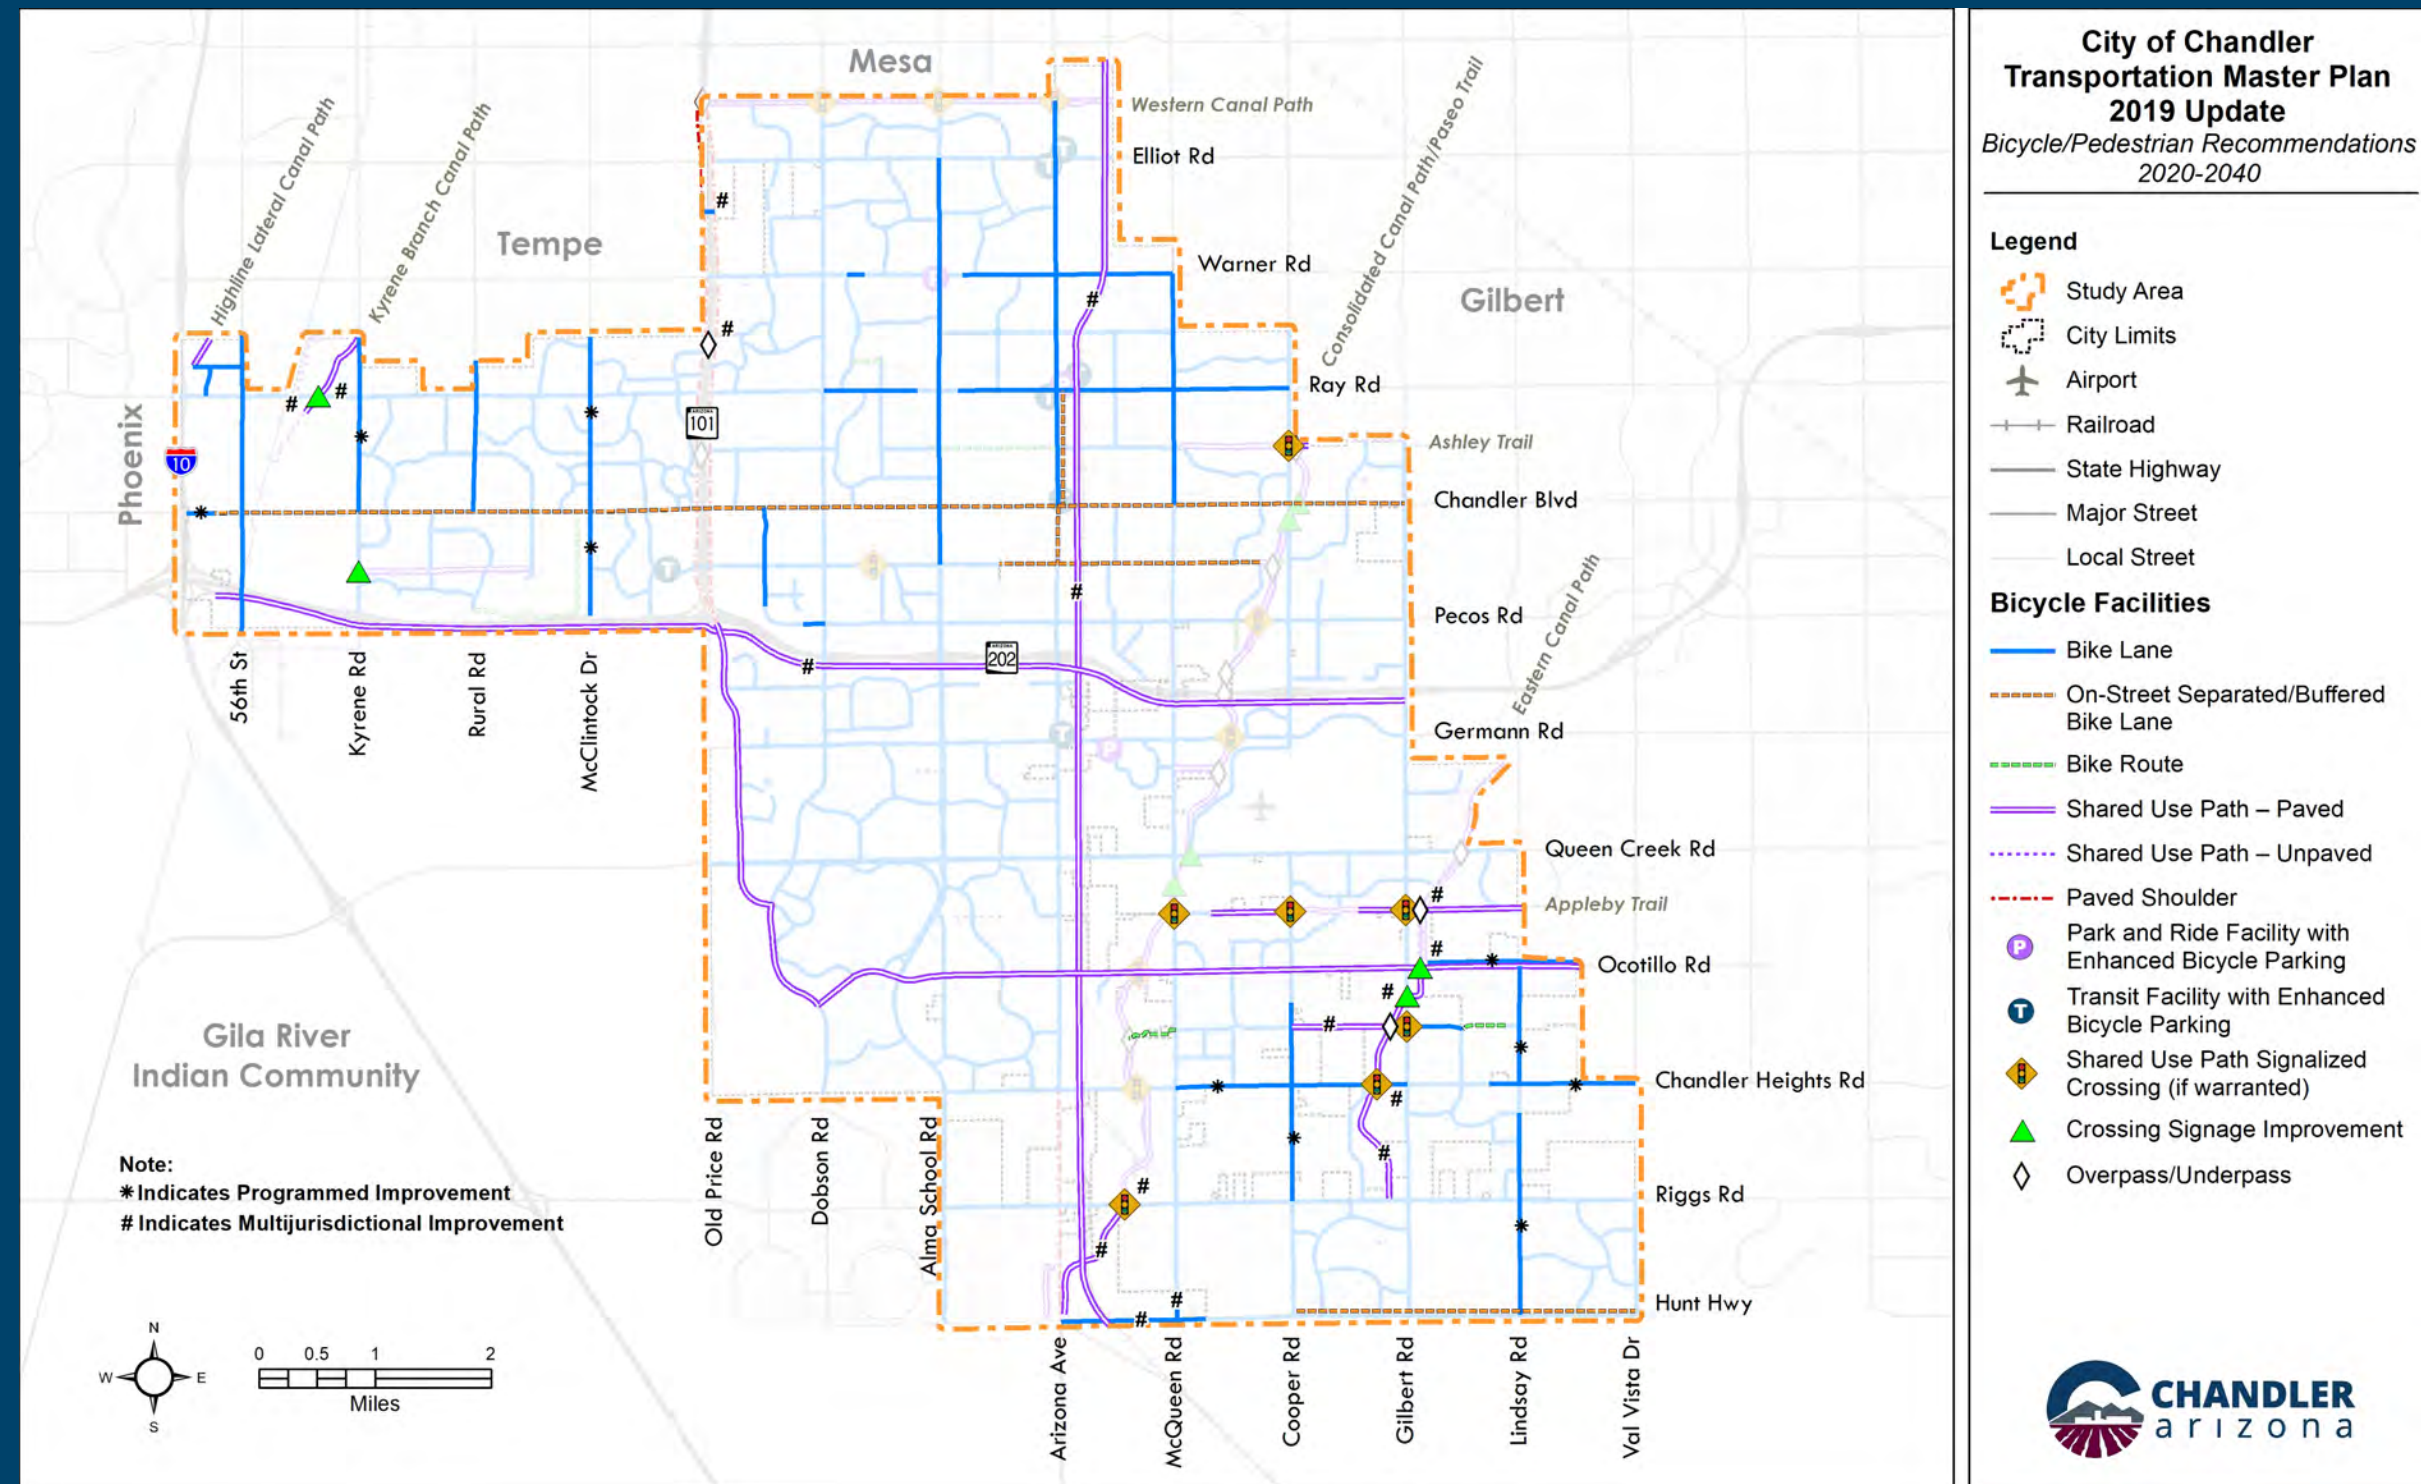 Mesa
Western Canal Path
Elliot Rd
Highline Lateral Canal Path
Kyrene Branch Canal Path
Consolidated Canal Path/Paseo Trail
Tempe
#
Warner Rd
#
Gilbert
#
Ray Rd
#
#
Phoenix
ARIZONA
101
10
Ashley Trail
Chandler Blvd
T
T
T
P
P
#
Pecos Rd
ARIZONA
202
#
Eastern Canal Path
Germann Rd
56th St
Kyrene Rd
Rural Rd
McClintock Dr
Queen Creek Rd
#
Appleby Trail
#
Ocotillo Rd
#
#
Gila River
Indian Community
Chandler Heights Rd
#
#
Old Price Rd
Dobson Rd
Alma School Rd
#
#
Riggs Rd
#
#
Hunt Hwy
Arizona Ave
McQueen Rd
Cooper Rd
Gilbert Rd
Lindsay Rd
Val Vista Dr
Note:
* Indicates Programmed Improvement
# Indicates Multijurisdictional Improvement
N
W E
S
0 0.5 1 2
Miles
City of Chandler
Transportation Master Plan
2019 Update
Bicycle/Pedestrian Recommendations
2020-2040
Legend
Study Area
City Limits
Airport
Railroad
State Highway
Major Street
Local Street
Bicycle Facilities
Bike Lane
On-Street Separated/Buffered
Bike Lane
Bike Route
Shared Use Path – Paved
Shared Use Path – Unpaved
Paved Shoulder
P
Park and Ride Facility with
Enhanced Bicycle Parking
T
Transit Facility with Enhanced
Bicycle Parking
Shared Use Path Signalized
Crossing (if warranted)
Crossing Signage Improvement
Overpass/Underpass
CHANDLER
arizona